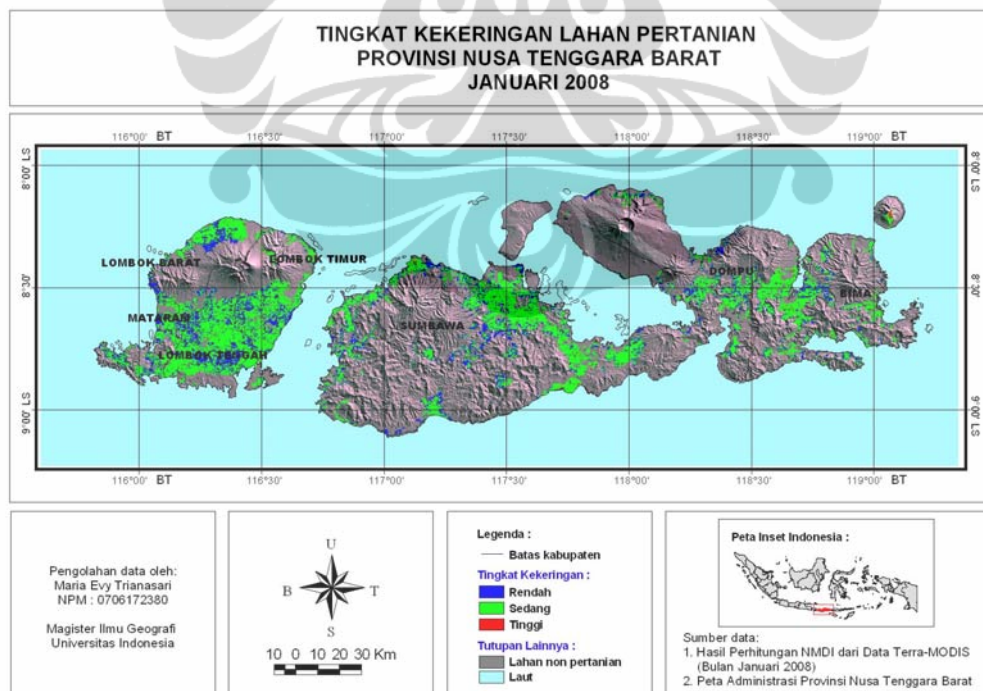 TINGKAT KEKERINGAN LAHAN PERTANIAN
PROVINSI NUSA TENGGARA BARAT
JANUARI 2008
116°00' BT
116°30'
117°00'
117°30'
118°00'
118°30'
119°00' BT
8°00' LS
8°00' LS
LOMBOK BARAT
LOMBOK TIMUR
DOMPU
8°30'
8°30'
BIMA
MATARAM
SUMBAWA
LOMBOK TENGAH
9°00' LS
9°00' LS
116°00' BT
116°30'
117°00'
117°30'
118°00'
118°30'
119°00' BT
Pengolahan data oleh:
Maria Evy Trianasari
NPM : 0706172380
Magister Ilmu Geografi
Universitas Indonesia
U
B
T
S
10 0 10 20 30 Km
Legenda :
Batas kabupaten
Tingkat Kekeringan :
Rendah
Sedang
Tinggi
Tutupan Lainnya :
Lahan non pertanian
Laut
Peta Inset Indonesia :
Sumber data:
1. Hasil Perhitungan NMDI dari Data Terra-MODIS
(Bulan Januari 2008)
2. Peta Administrasi Provinsi Nusa Tenggara Barat